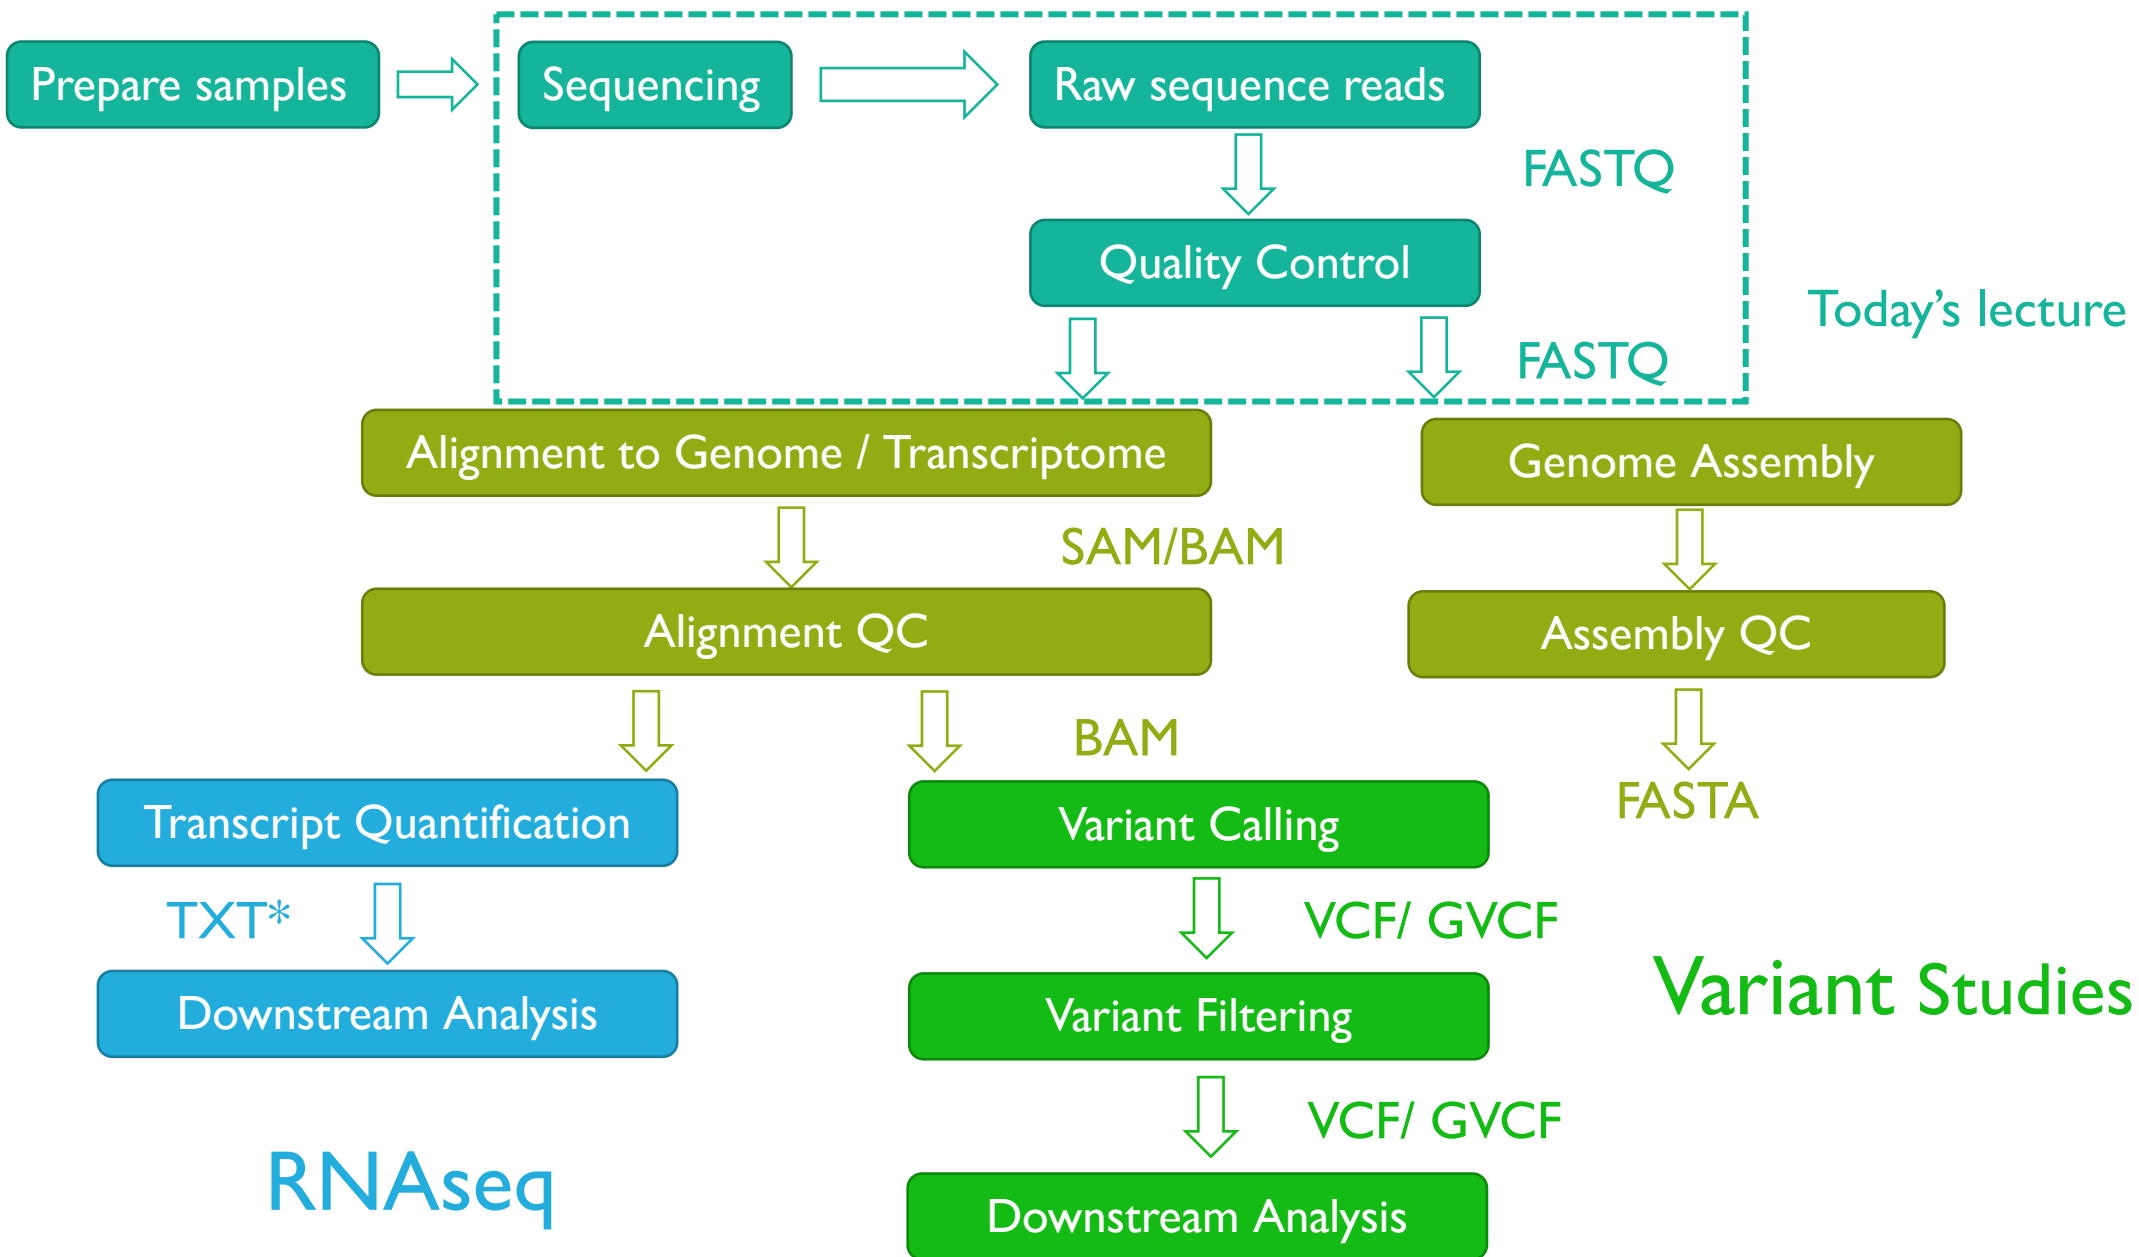 Prepare samples
Sequencing
Raw sequence reads
FASTQ
Quality Control
Today’s lecture
FASTQ
Alignment to Genome / Transcriptome
Genome Assembly
SAM/BAM
Alignment QC
Assembly QC
BAM
FASTA
Transcript Quantification
Variant Calling
TXT*
VCF/ GVCF
Downstream Analysis
Variant Filtering
Variant Studies
VCF/ GVCF
RNAseq
Downstream Analysis